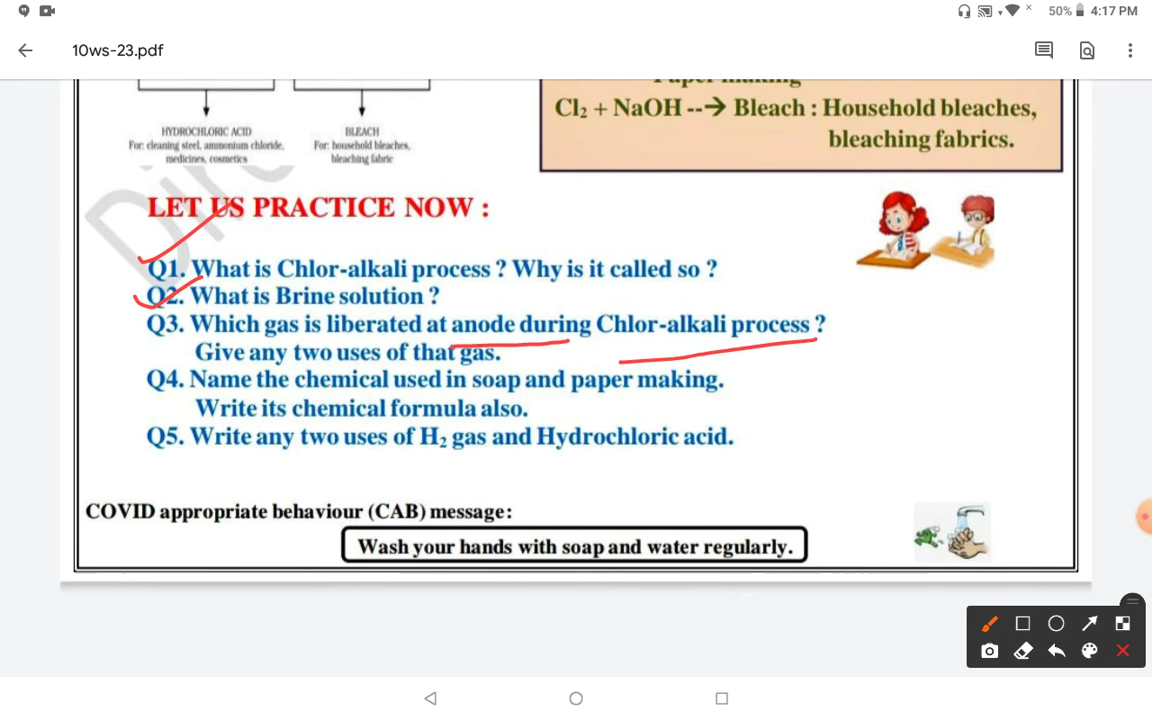 50% 4:17 PM
10ws-23.pdf
Paper making
HYDROCHLORIC ACID
For: cleaning steel, ammonium chloride,
medicines, cosmetics
BLEACH
For: household bleaches,
bleaching fabric
Cl₂ + NaOH --→ Bleach : Household bleaches,
bleaching fabrics.
LET US PRACTICE NOW :
Q1. What is Chlor-alkali process ? Why is it called so ?
Q2. What is Brine solution ?
Q3. Which gas is liberated at anode during Chlor-alkali process ?
Give any two uses of that gas.
Q4. Name the chemical used in soap and paper making.
Write its chemical formula also.
Q5. Write any two uses of H₂ gas and Hydrochloric acid.
COVID appropriate behaviour (CAB) message:
Wash your hands with soap and water regularly.